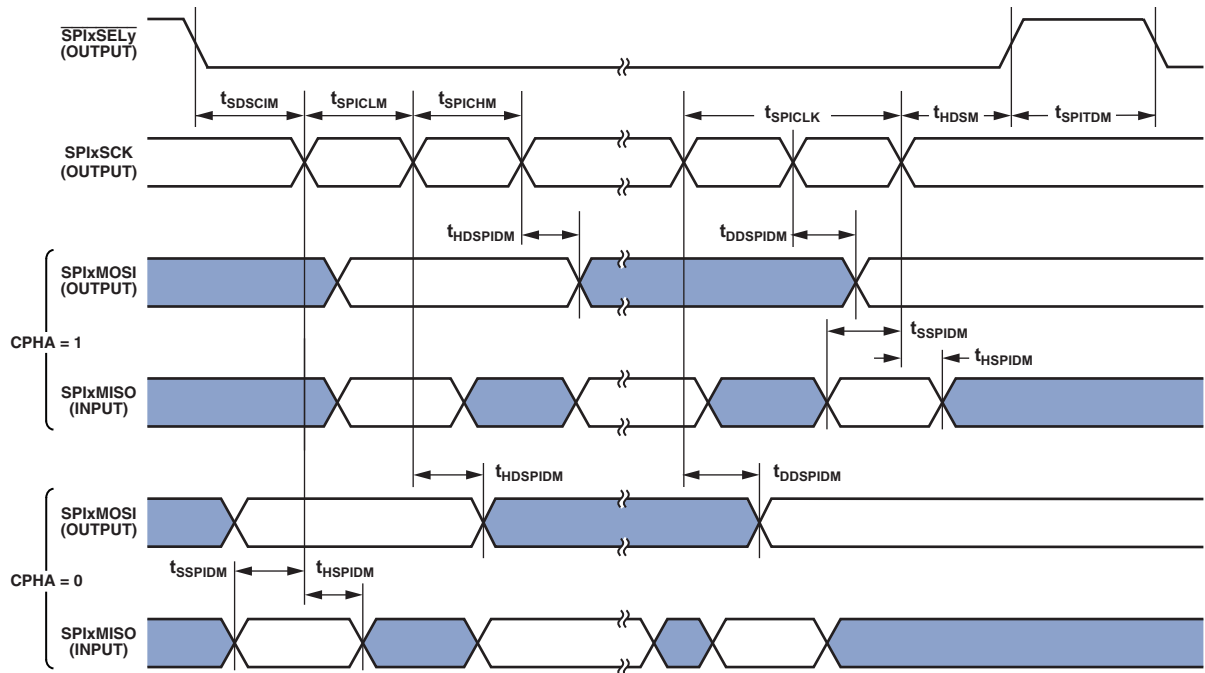 SPIxSELy
(OUTPUT)
tSDSCIM tSPICLM tSPICHM tSPICLK tHDSM tSPITDM
SPIxSCK
(OUTPUT)
tHDSPIDM tDDSPIDM
SPIxMOSI
(OUTPUT)
tSSPIDM
CPHA = 1
tHSPIDM
SPIxMISO
(INPUT)
tHDSPIDM tDDSPIDM
SPIxMOSI
(OUTPUT)
tSSPIDM tHSPIDM
CPHA = 0
SPIxMISO
(INPUT)